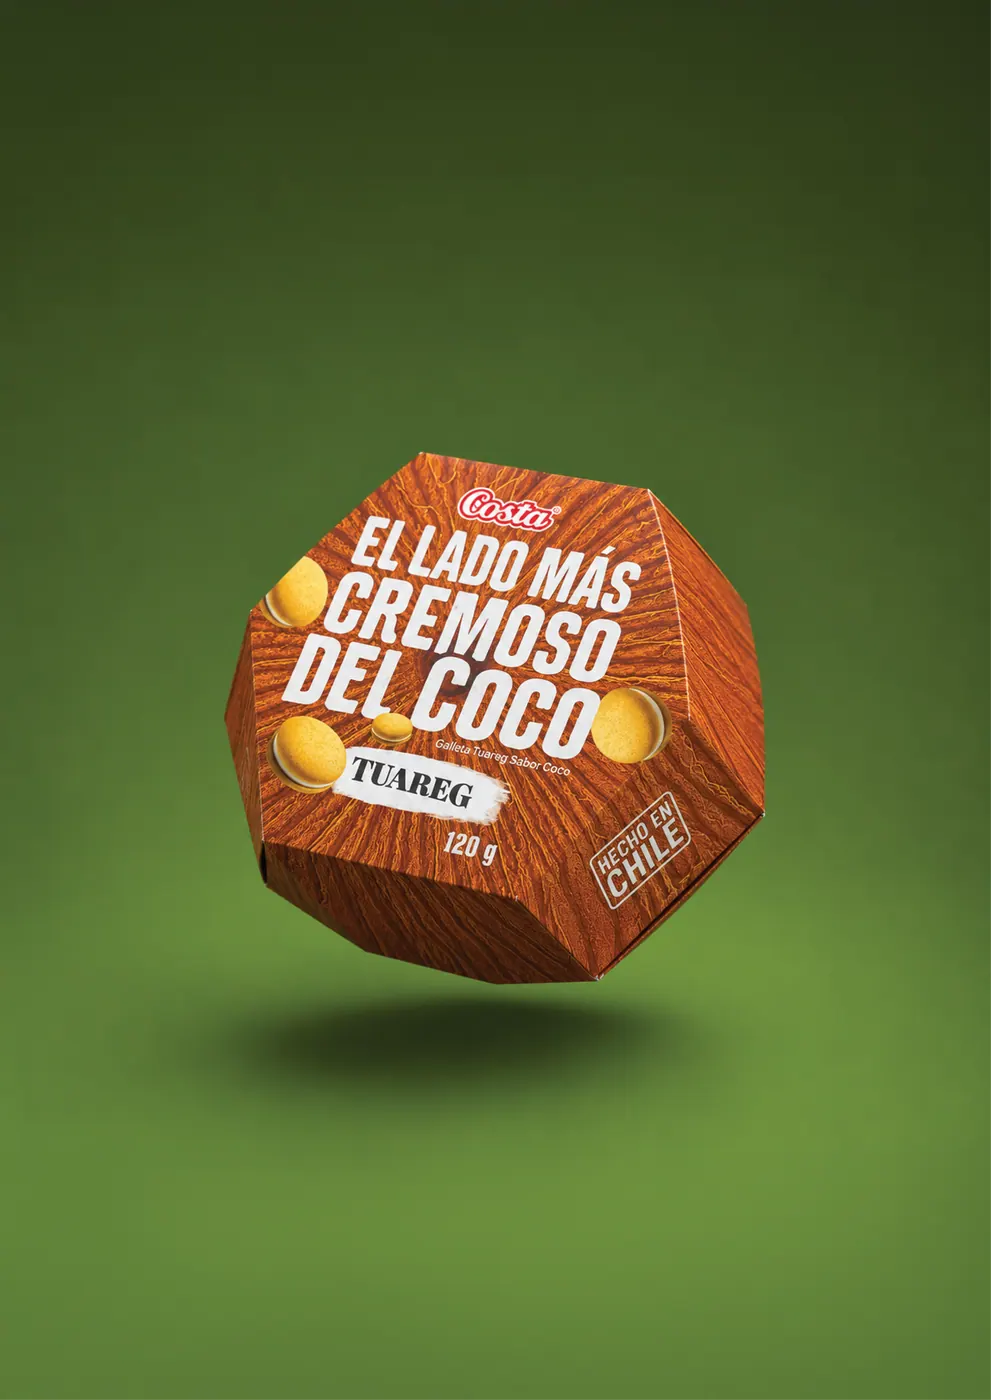 Costa®
EL LADO MÁS
CREMOSO
DEL COCO
Galleta Tuareg Sabor Coco
TUAREG
120 g
HECHO EN
CHILE